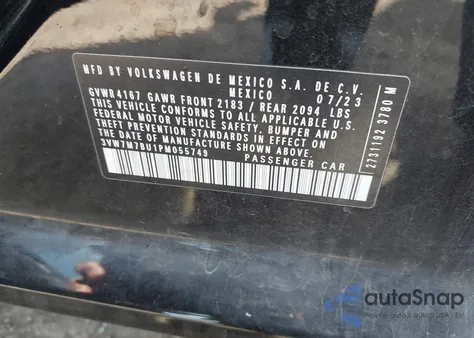 MFD BY VOLKSWAGEN DE MEXICO S.A. DE C.V.
MEXICO 07/23
GVWR 4167 GAWR FRONT 2183 / REAR 2094 LBS
THIS VEHICLE CONFORMS TO ALL APPLICABLE U.S.
FEDERAL MOTOR VEHICLE SAFETY, BUMPER AND
THEFT PREVENTION STANDARDS IN EFFECT ON THE
DATE OF MANUFACTURE SHOWN ABOVE.
3VW7M7BU1PM055749 PASSENGER CAR
2731192 3780 M
autoSnap